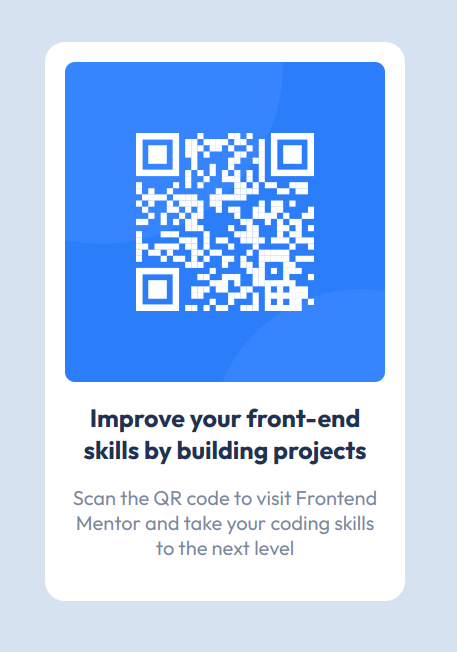 Improve your front-end
skills by building projects
Scan the QR code to visit Frontend
Mentor and take your coding skills
to the next level